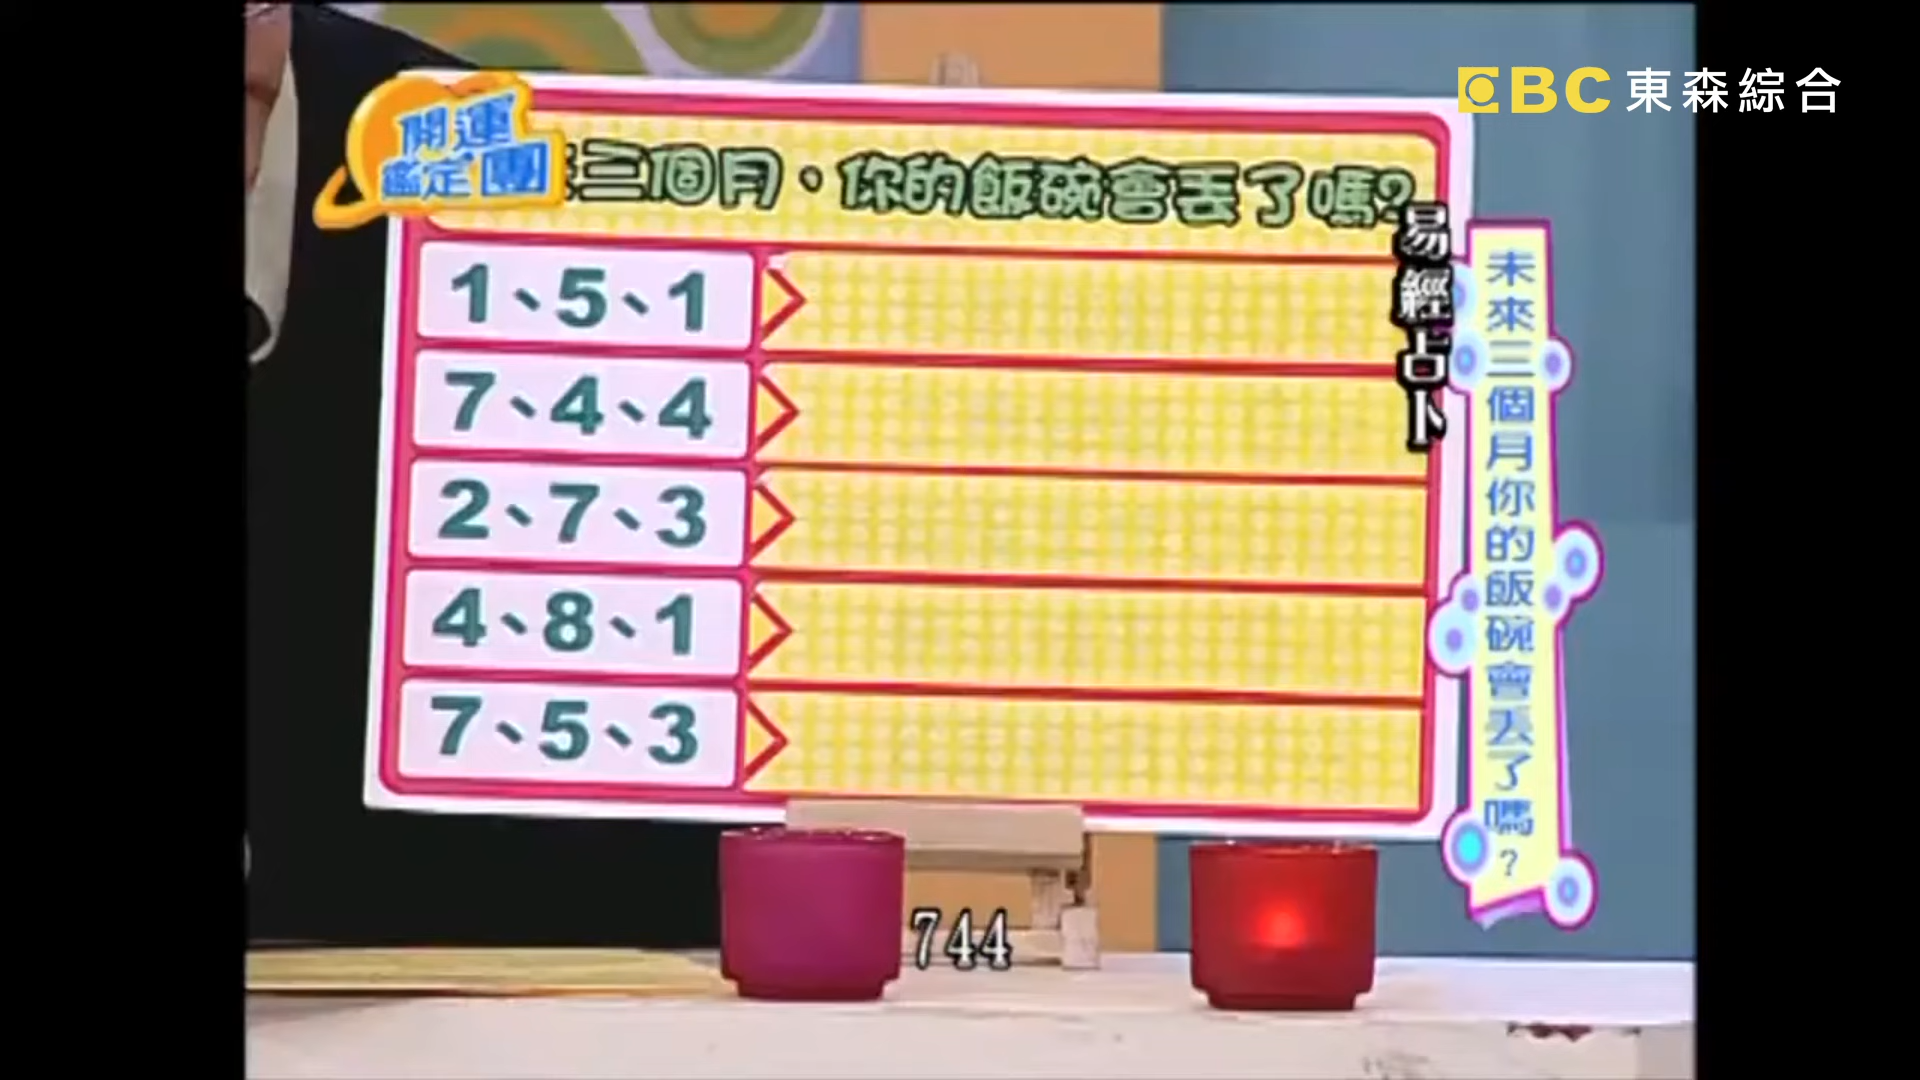 EBC 東森綜合
開運
鑑定團
三個月，你的飯碗會丟了嗎?
1、5、1
7、4、4
2、7、3
4、8、1
7、5、3
易經占卜
未來三個月你的飯碗會丟了嗎?
744